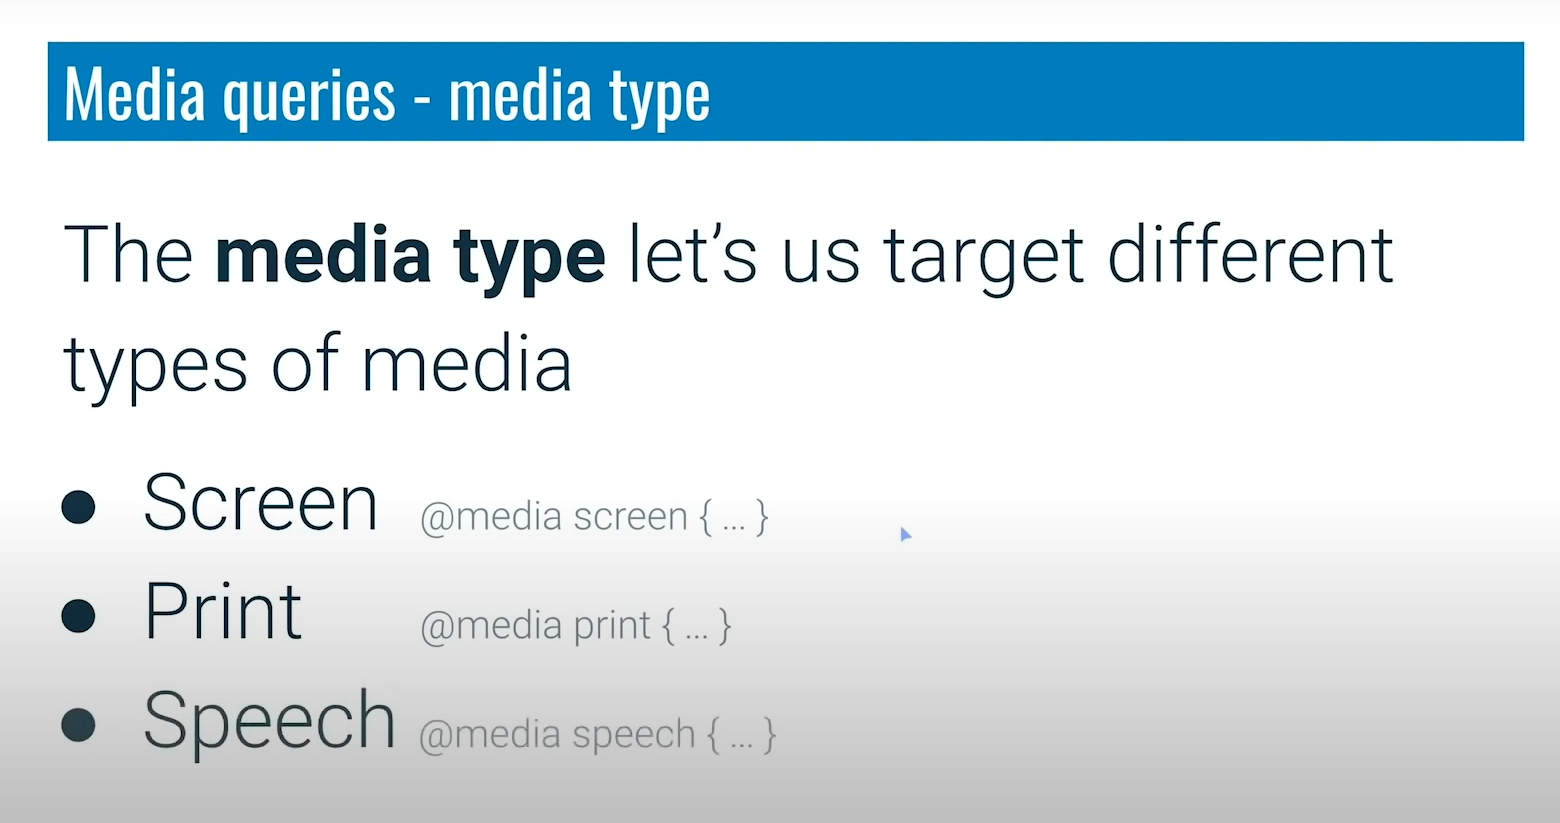 Media queries - media type
The media type let's us target different
types of media
● Screen @media screen { ... }
● Print @media print { ... }
● Speech @media speech { ... }